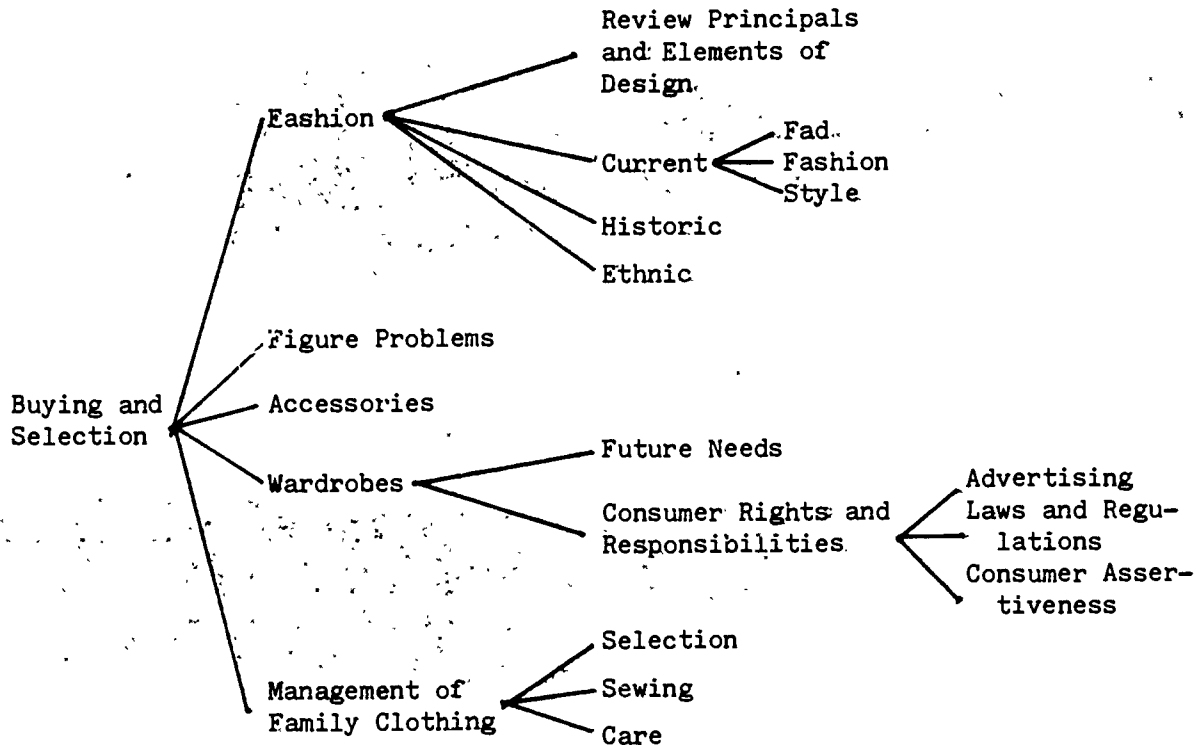 Review Principals
and Elements of
Design
Eashion
Current
Fad
Fashion
Style
Historic
Ethnic
Figure Problems
Buying and
Selection
Accessories
Wardrobes
Future Needs
Consumer Rights and
Responsibilities
Advertising
Laws and Regu-
lations
Consumer Asser-
tiveness
Management of
Family Clothing
Selection
Sewing
Care